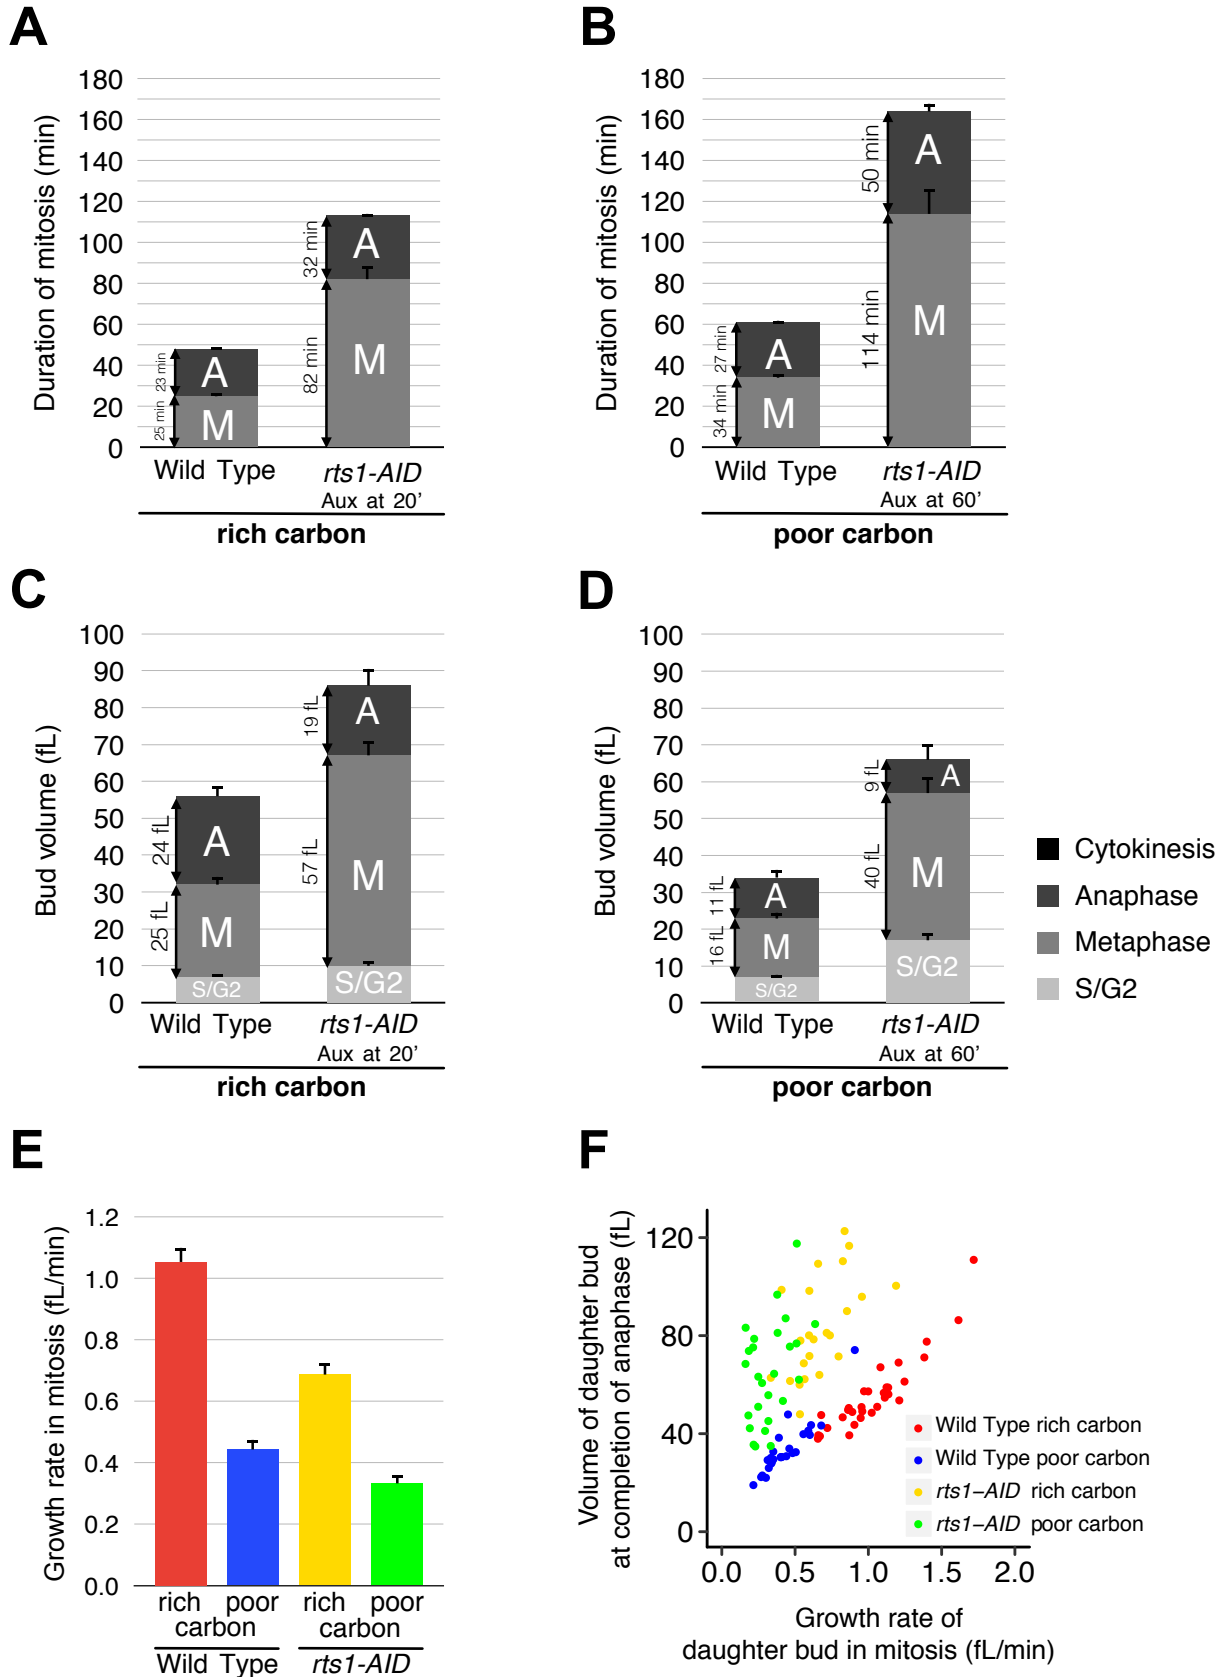 A
Duration of mitosis (min)
180
160
140
120
100
80
60
40
20
0
23 min
25 min
A
M
32 min
82 min
A
M
Wild Type
rts1-AID
Aux at 20’
rich carbon
B
Duration of mitosis (min)
180
160
140
120
100
80
60
40
20
0
27 min
34 min
A
M
50 min
114 min
A
M
Wild Type
rts1-AID
Aux at 60’
poor carbon
C
Bud volume (fL)
100
90
80
70
60
50
40
30
20
10
0
24 fL
25 fL
A
M
S/G2
19 fL
57 fL
A
M
S/G2
Wild Type
rts1-AID
Aux at 20’
rich carbon
D
Bud volume (fL)
100
90
80
70
60
50
40
30
20
10
0
11 fL
16 fL
A
M
S/G2
9 fL
40 fL
A
M
S/G2
Wild Type
rts1-AID
Aux at 60’
poor carbon
Cytokinesis
Anaphase
Metaphase
S/G2
E
Growth rate in mitosis (fL/min)
1.2
1.0
0.8
0.6
0.4
0.2
0.0
rich poor rich poor
carbon carbon
Wild Type rts1-AID
F
Volume of daughter bud
at completion of anaphase (fL)
120
80
40
0
Wild Type rich carbon
Wild Type poor carbon
rts1−AID rich carbon
rts1−AID poor carbon
0.0 0.5 1.0 1.5 2.0
Growth rate of
daughter bud in mitosis (fL/min)